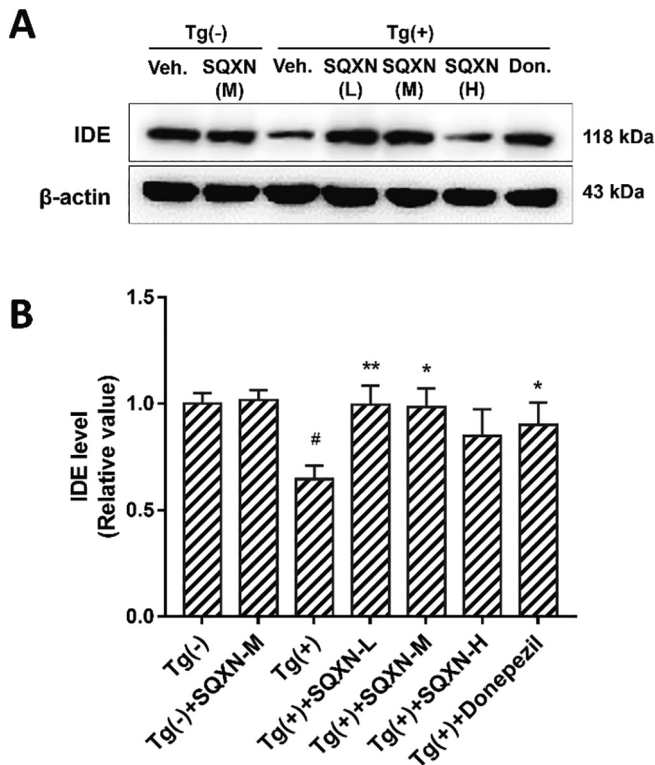 A
Tg(-) Tg(+)
Veh. SQXN (M) Veh. SQXN (L) SQXN (M) SQXN (H) Don.
IDE 118 kDa
β-actin 43 kDa
B
IDE level
(Relative value)
1.5
1.0
0.5
0.0
# ** * *
Tg(-)
Tg(-)+SQXN-M
Tg(+)
Tg(+)+SQXN-L
Tg(+)+SQXN-M
Tg(+)+SQXN-H
Tg(+)+Donepezil